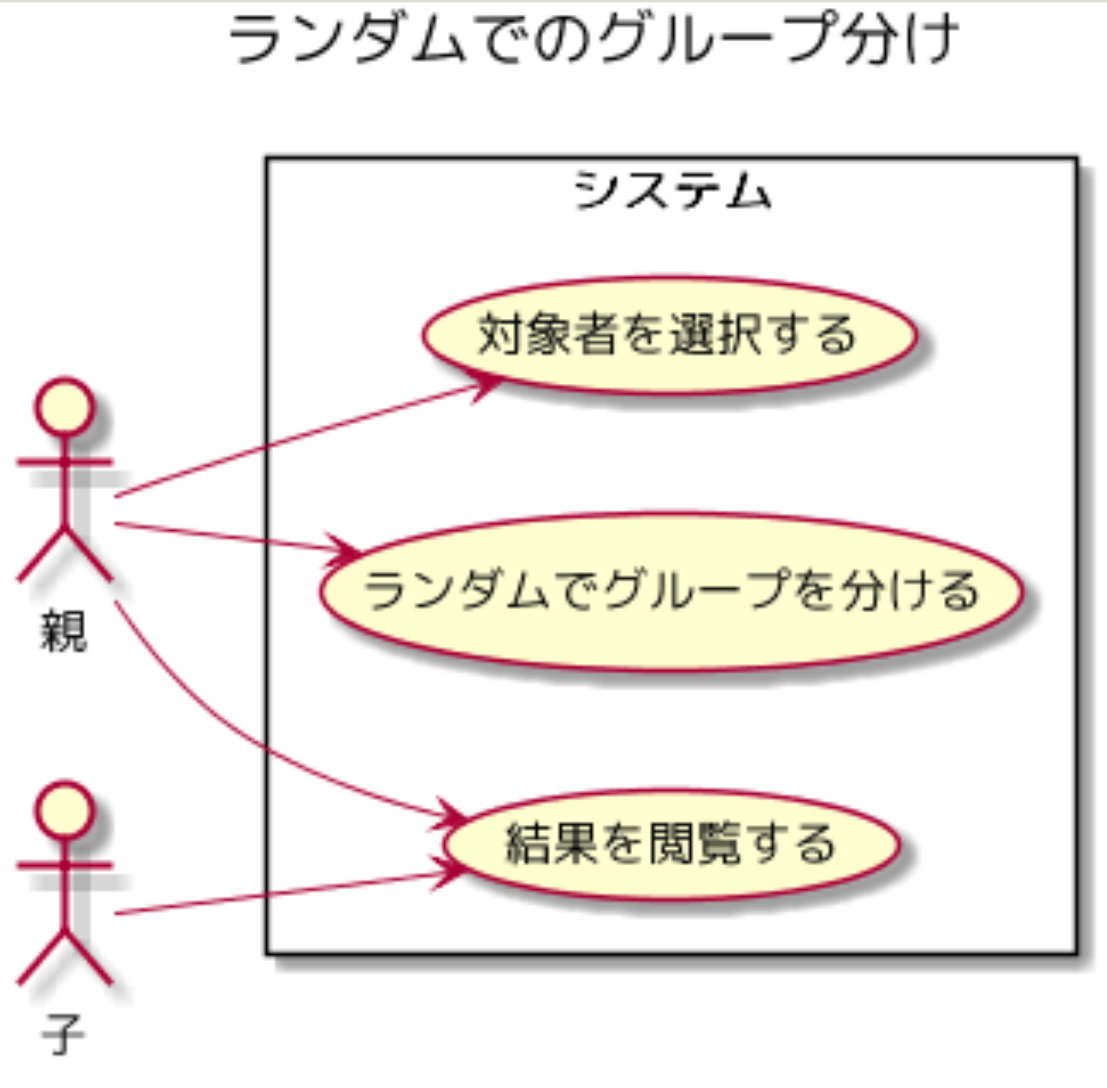 ランダムでのグループ分け
システム
対象者を選択する
ランダムでグループを分ける
親
結果を閲覧する
子